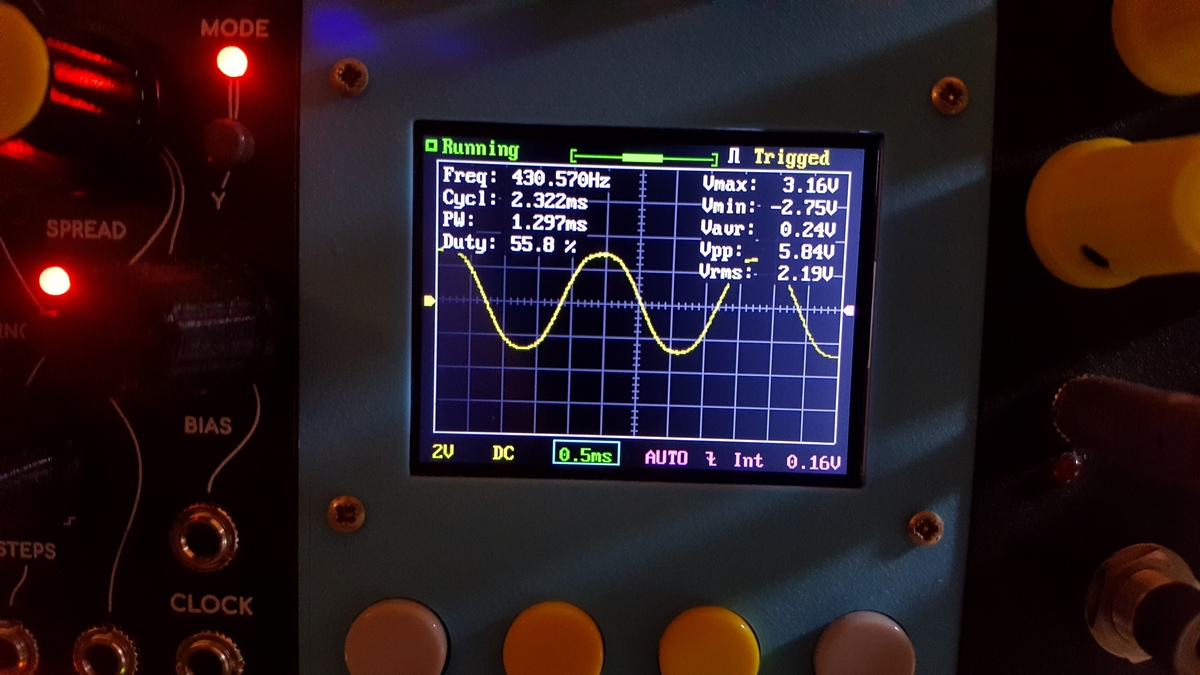 MODE
Y
SPREAD
BIAS
STEPS
CLOCK
Running Triggered
Freq: 430.570Hz
Cycl: 2.322ms
PW: 1.297ms
Duty: 55.8 %
Vmax: 3.16V
Vmin: -2.75V
Vavr: 0.24V
Vpp: 5.84V
Vrms: 2.19V
2V DC 0.5ms AUTO Int 0.16V